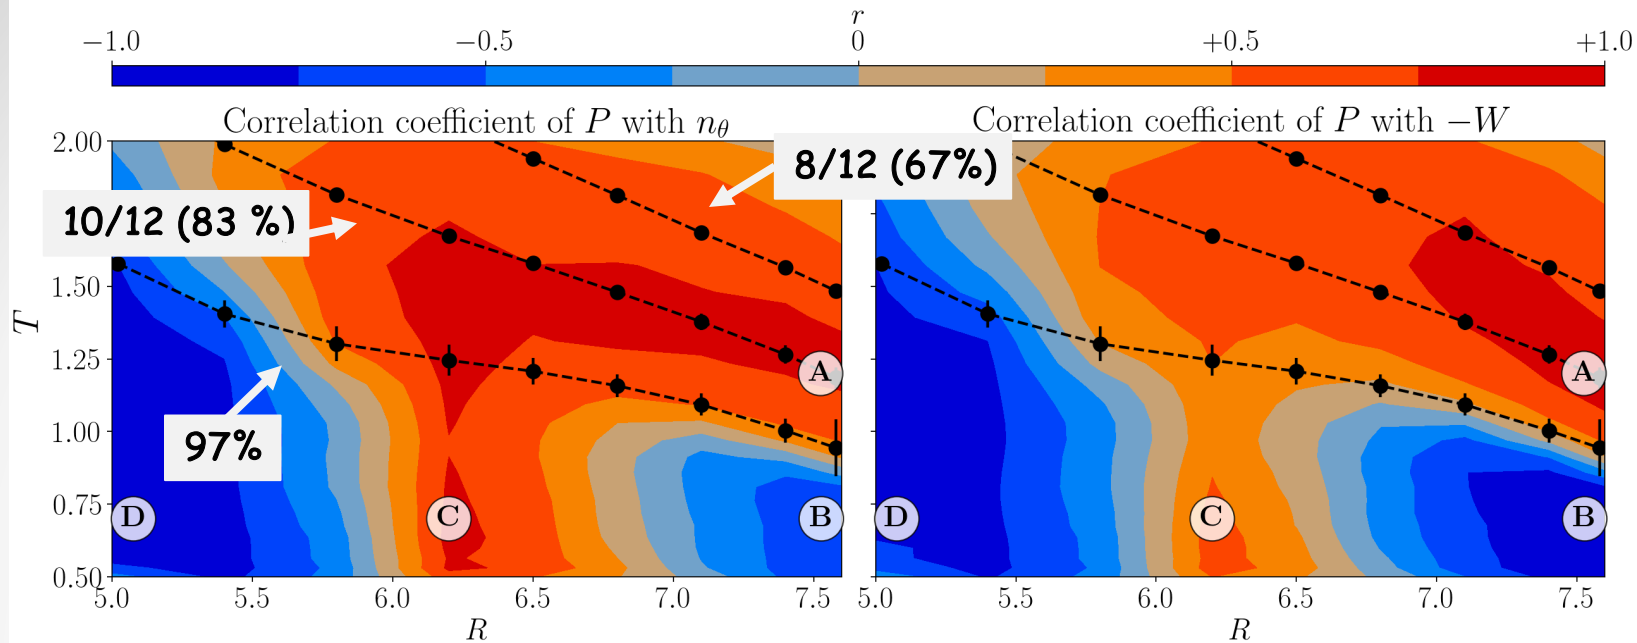 r
−1.0 −0.5 0 +0.5 +1.0
Correlation coefficient of P with nθ
Correlation coefficient of P with −W
8/12 (67%)
10/12 (83 %)
97%
T
2.00
1.50
1.25
1.00
0.75
0.50
A
B
C
D
5.0 5.5 6.0 6.5 7.0 7.5
R
A
B
C
D
5.0 5.5 6.0 6.5 7.0 7.5
R